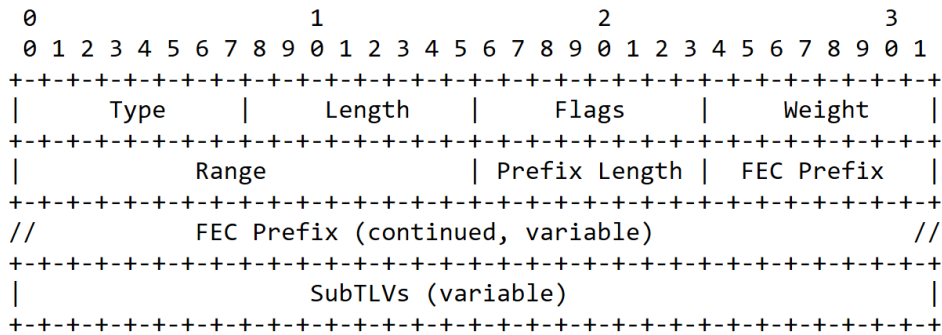 0                   1                   2                   3
 0 1 2 3 4 5 6 7 8 9 0 1 2 3 4 5 6 7 8 9 0 1 2 3 4 5 6 7 8 9 0 1
+-+-+-+-+-+-+-+-+-+-+-+-+-+-+-+-+-+-+-+-+-+-+-+-+-+-+-+-+-+-+-+-+
|      Type     |     Length    |     Flags     |     Weight    |
+-+-+-+-+-+-+-+-+-+-+-+-+-+-+-+-+-+-+-+-+-+-+-+-+-+-+-+-+-+-+-+-+
|            Range              | Prefix Length |  FEC Prefix   |
+-+-+-+-+-+-+-+-+-+-+-+-+-+-+-+-+-+-+-+-+-+-+-+-+-+-+-+-+-+-+-+-+
//           FEC Prefix (continued, variable)                  //
+-+-+-+-+-+-+-+-+-+-+-+-+-+-+-+-+-+-+-+-+-+-+-+-+-+-+-+-+-+-+-+-+
|                    SubTLVs (variable)                         |
+-+-+-+-+-+-+-+-+-+-+-+-+-+-+-+-+-+-+-+-+-+-+-+-+-+-+-+-+-+-+-+-+